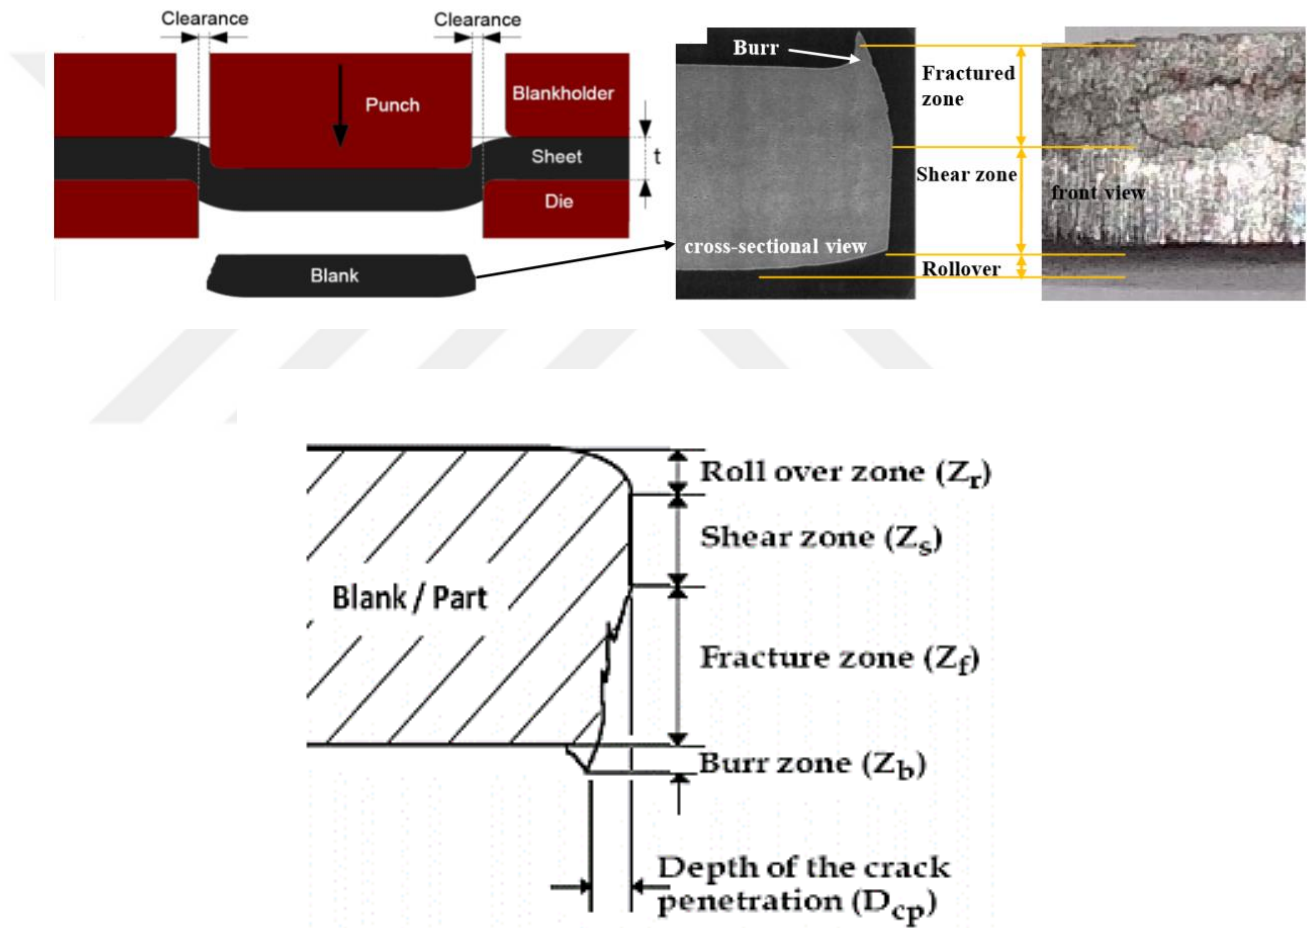 Clearance
Clearance
Punch
Blankholder
Sheet
t
Die
Blank
Burr
cross-sectional view
Fractured
zone
Shear zone
Rollover
front view
Roll over zone (Zr)
Shear zone (Zs)
Blank / Part
Fracture zone (Zf)
Burr zone (Zb)
Depth of the crack
penetration (Dcp)